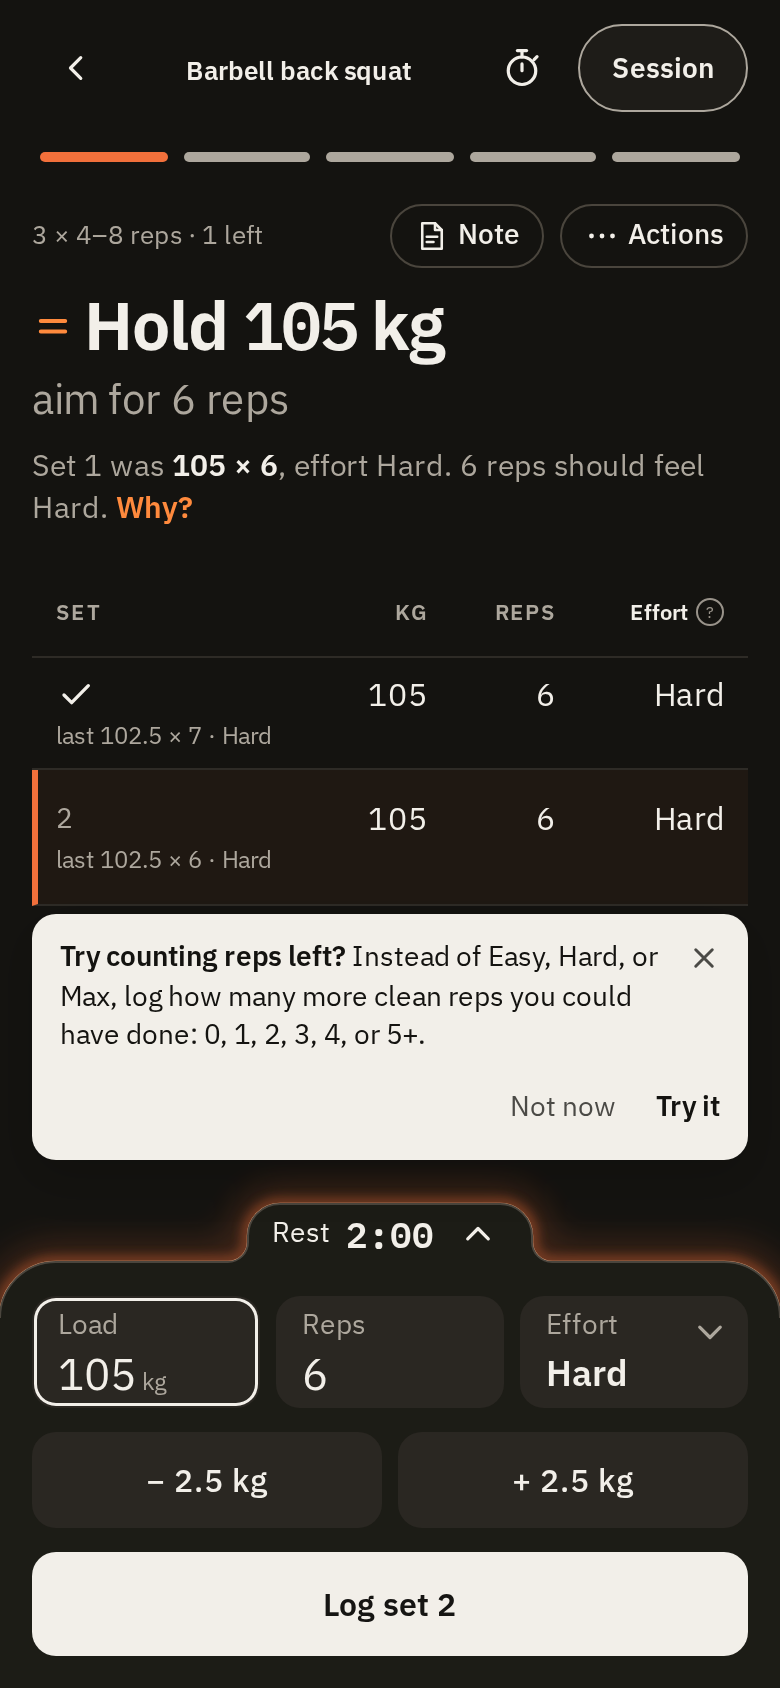 Barbell back squat
Session
3 × 4–8 reps · 1 left
Note
··· Actions
= Hold 105 kg
aim for 6 reps
Set 1 was 105 × 6, effort Hard. 6 reps should feel
Hard. Why?
SET KG REPS Effort ?
105 6 Hard
last 102.5 × 7 · Hard
2 105 6 Hard
last 102.5 × 6 · Hard
Try counting reps left? Instead of Easy, Hard, or
Max, log how many more clean reps you could
have done: 0, 1, 2, 3, 4, or 5+.
Not now Try it
Rest 2:00
Load Reps Effort
105 kg 6 Hard
− 2.5 kg + 2.5 kg
Log set 2